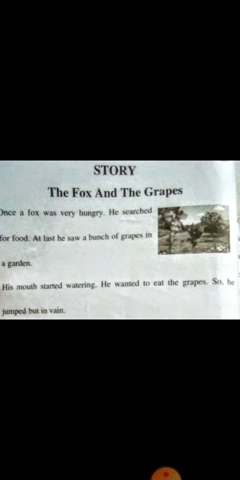 STORY
The Fox And The Grapes
Once a fox was very hungry. He searched
for food. At last he saw a bunch of grapes in
a garden.
His mouth started watering. He wanted to eat the grapes. So, he
jumped but in vain.